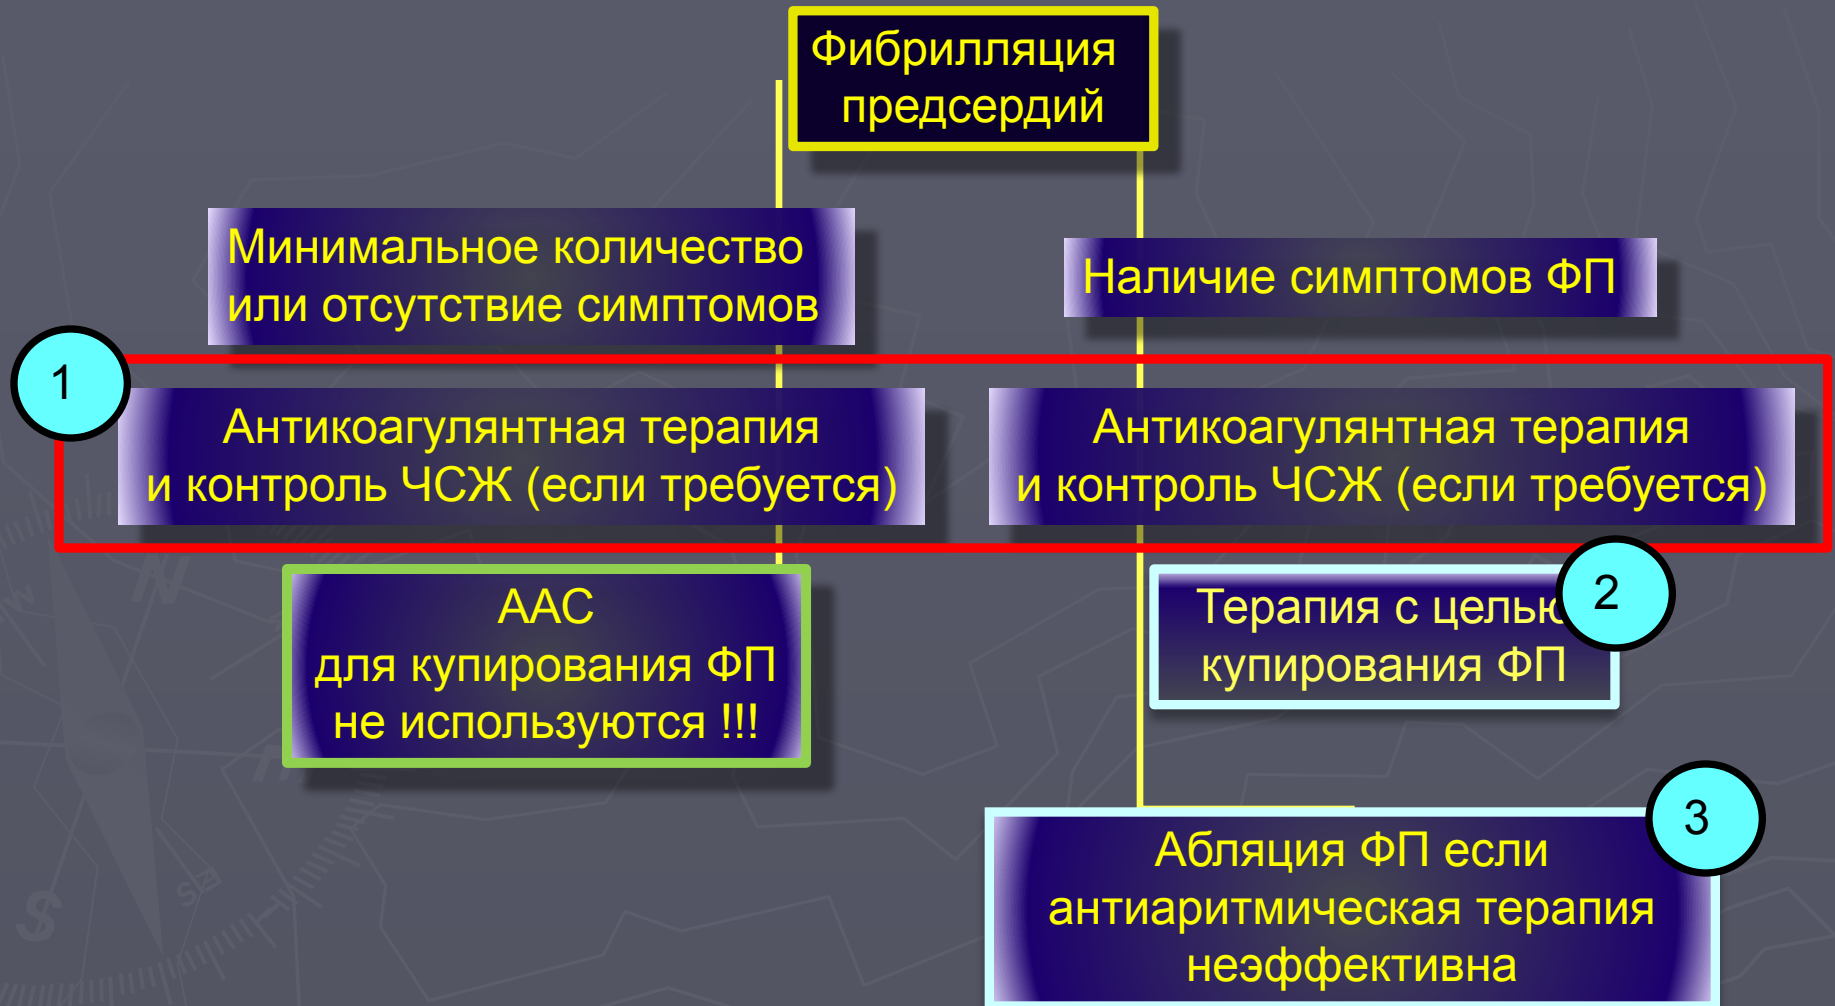 Фибрилляция
предсердий
Минимальное количество
или отсутствие симптомов
Наличие симптомов ФП
1
Антикоагулянтная терапия
и контроль ЧСЖ (если требуется)
Антикоагулянтная терапия
и контроль ЧСЖ (если требуется)
ААС
для купирования ФП
не используются !!!
2
Терапия с целью
купирования ФП
3
Абляция ФП если
антиаритмическая терапия
неэффективна
N
W
S
SE